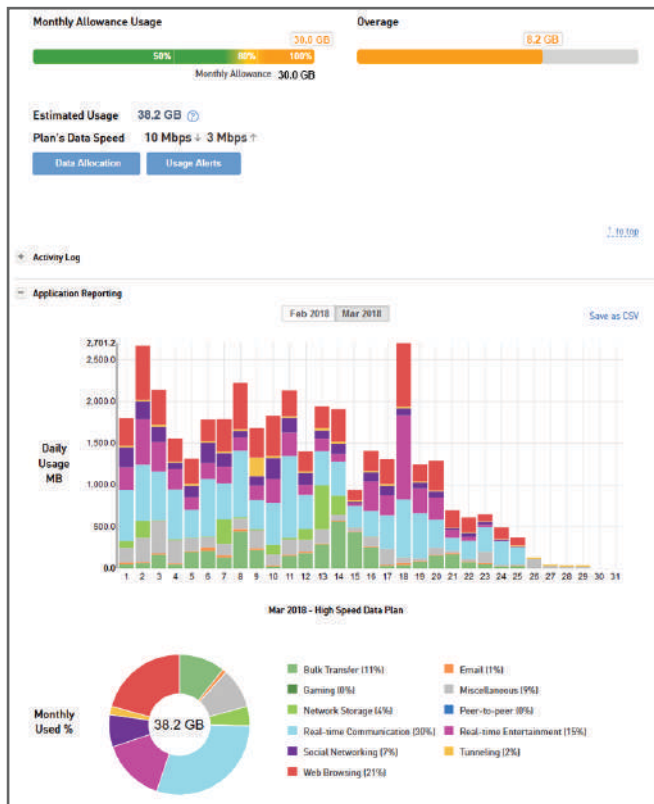 Monthly Allowance Usage
Overage
30.0 GB
8.2 GB
50% 80% 100%
Monthly Allowance 30.0 GB
Estimated Usage 38.2 GB ?
Plan's Data Speed 10 Mbps ↓ 3 Mbps ↑
Data Allocation Usage Alerts
↑ to top
+ Activity Log
− Application Reporting
Feb 2018 Mar 2018
Save as CSV
2,701.2
2,500.0
2,000.0
1,500.0
1,000.0
500.0
0.0
Daily
Usage
MB
1 2 3 4 5 6 7 8 9 10 11 12 13 14 15 16 17 18 19 20 21 22 23 24 25 26 27 28 29 30 31
Mar 2018 - High Speed Data Plan
Monthly
Used %
38.2 GB
Bulk Transfer (11%) Email (1%)
Gaming (0%) Miscellaneous (9%)
Network Storage (4%) Peer-to-peer (0%)
Real-time Communication (30%) Real-time Entertainment (15%)
Social Networking (7%) Tunneling (2%)
Web Browsing (21%)